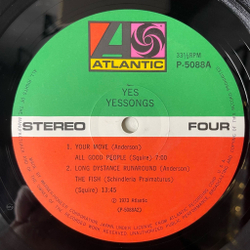 A
ATLANTIC
33⅓RPM
P-5088A
YES
YESSONGS
STEREO
FOUR
1. YOUR MOVE (Anderson)
ALL GOOD PEOPLE (Squire) 7:00
2. LONG DISTANCE RUNAROUND (Anderson)
THE FISH (Schindleria Praematurus)
(Squire) 13:45
℗ 1973 Atlantic
(P-5088AD)